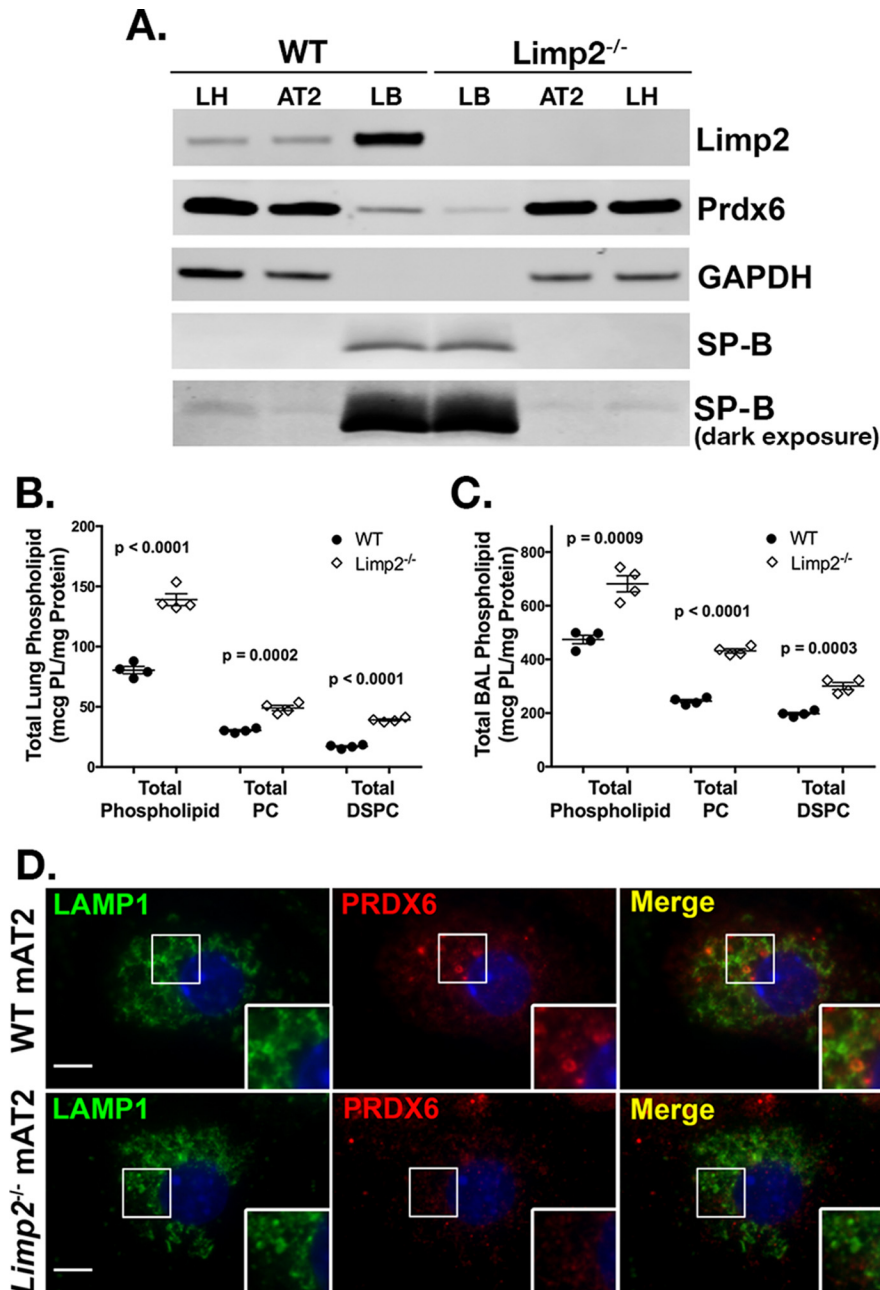 A.
WT Limp2-/-
LH AT2 LB LB AT2 LH
Limp2
Prdx6
GAPDH
SP-B
SP-B
(dark exposure)
B.
Total Lung Phospholipid
(mcg PL/mg Protein)
200
150
100
50
0
p < 0.0001
p = 0.0002
p < 0.0001
WT
Limp2-/-
Total
Phospholipid
Total
PC
Total
DSPC
C.
Total BAL Phospholipid
(mcg PL/mg Protein)
800
600
400
200
0
p = 0.0009
p < 0.0001
p = 0.0003
WT
Limp2-/-
Total
Phospholipid
Total
PC
Total
DSPC
D.
WT mAT2
LAMP1 PRDX6 Merge
Limp2-/- mAT2
LAMP1 PRDX6 Merge